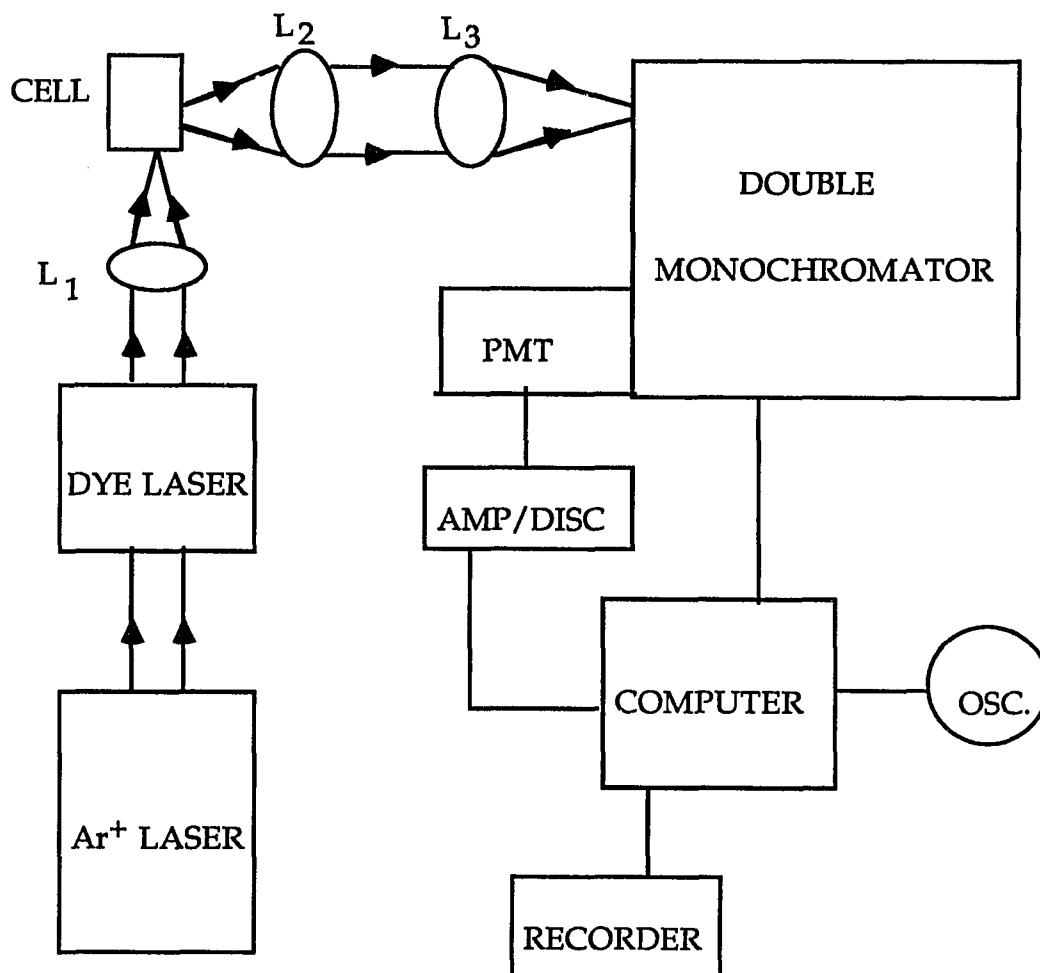 L2
L3
CELL
DOUBLE
MONOCHROMATOR
L1
PMT
DYE LASER
AMP/DISC
COMPUTER
OSC.
Ar+ LASER
RECORDER